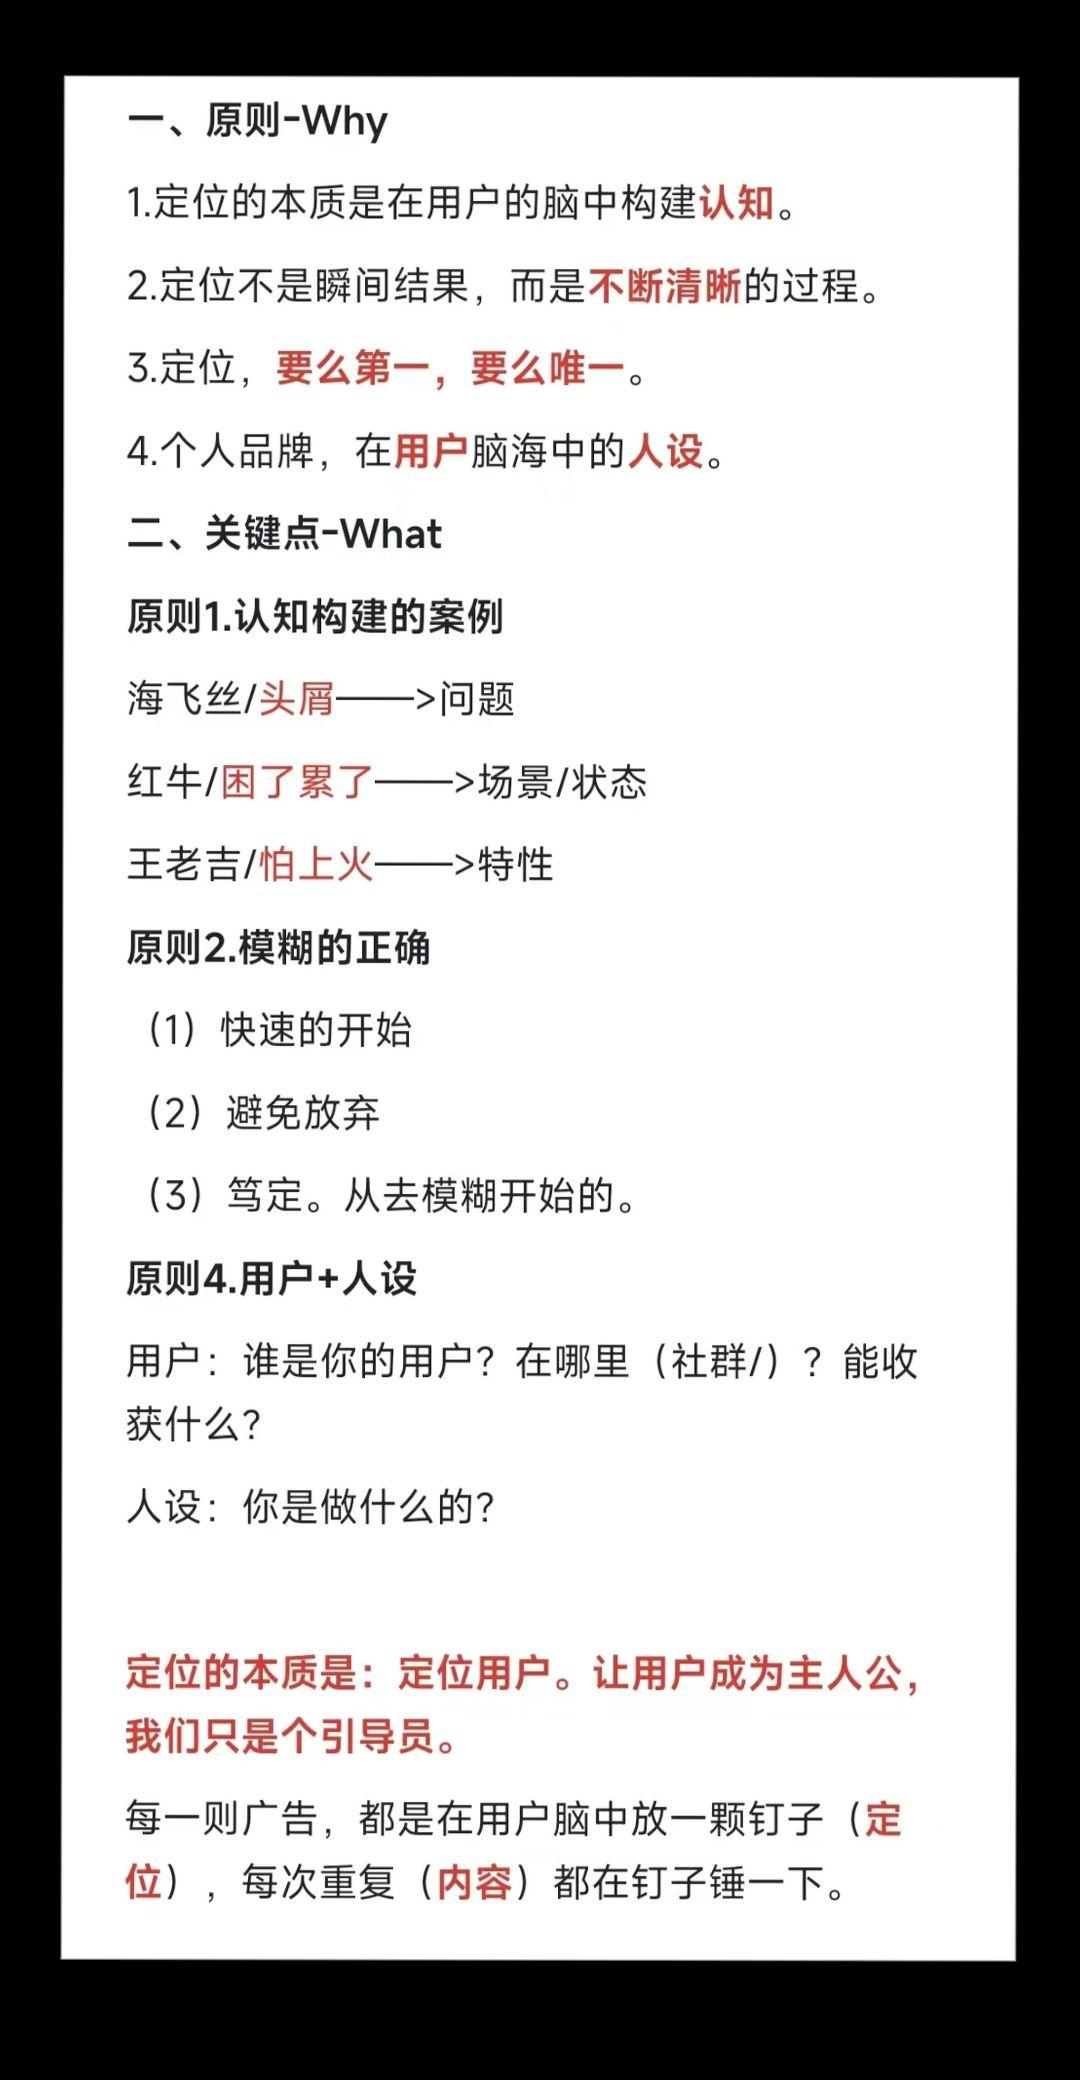 一、原则-Why
1.定位的本质是在用户的脑中构建认知。
2.定位不是瞬间结果，而是不断清晰的过程。
3.定位，要么第一，要么唯一。
4.个人品牌，在用户脑海中的人设。
二、关键点-What
原则1.认知构建的案例
海飞丝/头屑——>问题
红牛/困了累了——>场景/状态
王老吉/怕上火——>特性
原则2.模糊的正确
（1）快速的开始
（2）避免放弃
（3）笃定。从去模糊开始的。
原则4.用户+人设
用户：谁是你的用户？在哪里（社群/）？能收
获什么？
人设：你是做什么的？
定位的本质是：定位用户。让用户成为主人公，
我们只是个引导员。
每一则广告，都是在用户脑中放一颗钉子（定
位），每次重复（内容）都在钉子锤一下。